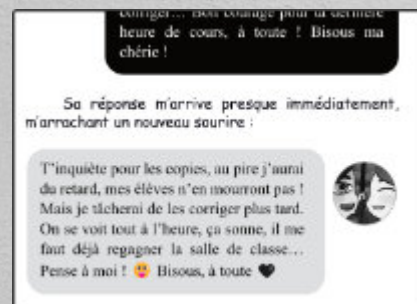 corriger… Bon courage pour la dernière
heure de cours, à toute ! Bisous ma
chérie !
Sa réponse m'arrive presque immédiatement,
m'arrachant un nouveau sourire :
T'inquiète pour les copies, au pire j'aurai
du retard, mes élèves n'en mourront pas !
Mais je tâcherai de les corriger plus tard.
On se voit tout à l'heure, ça sonne, il me
faut déjà regagner la salle de classe…
Pense à moi ! 😍 Bisous, à toute 🖤